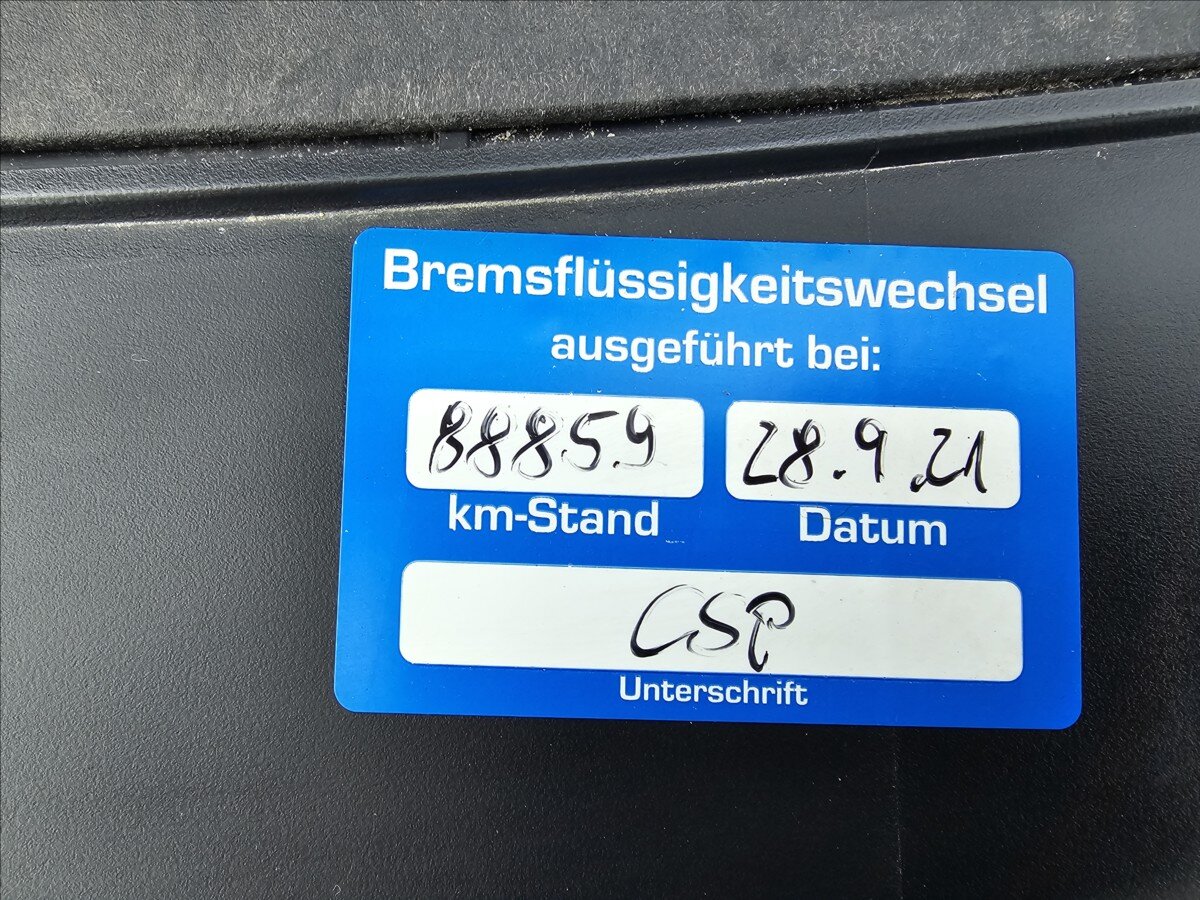 Bremsflüssigkeitswechsel
ausgeführt bei:
88859 28.9.21
km-Stand Datum
CSP
Unterschrift